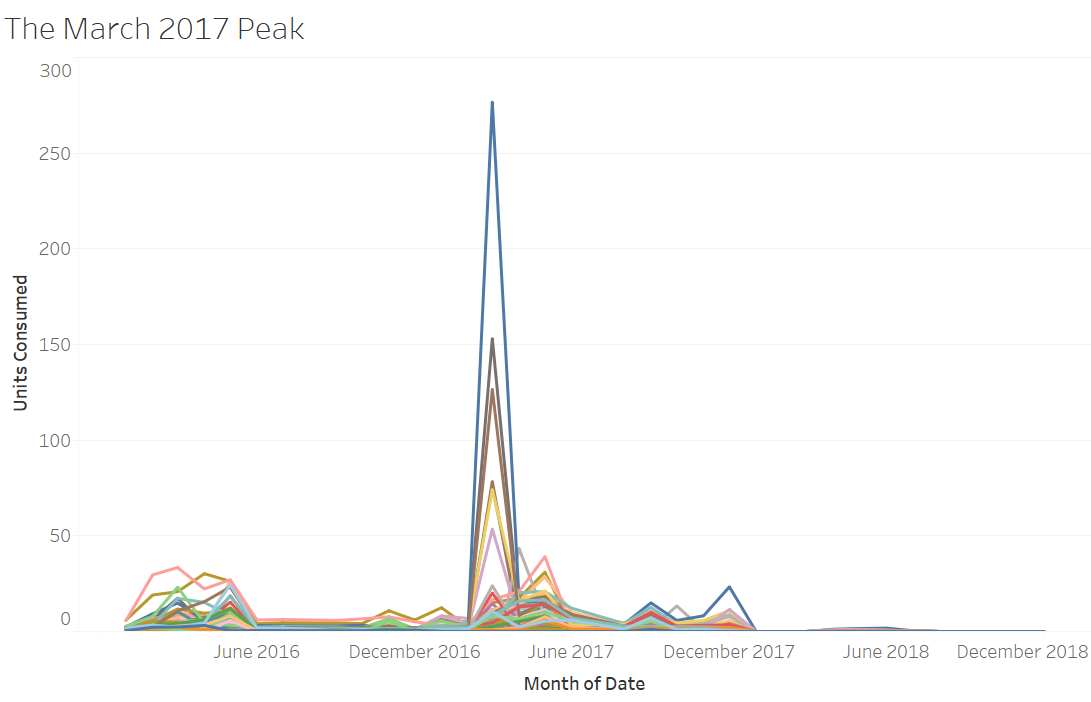 The March 2017 Peak
300
250
200
150
100
50
0
Units Consumed
June 2016
December 2016
June 2017
December 2017
June 2018
December 2018
Month of Date